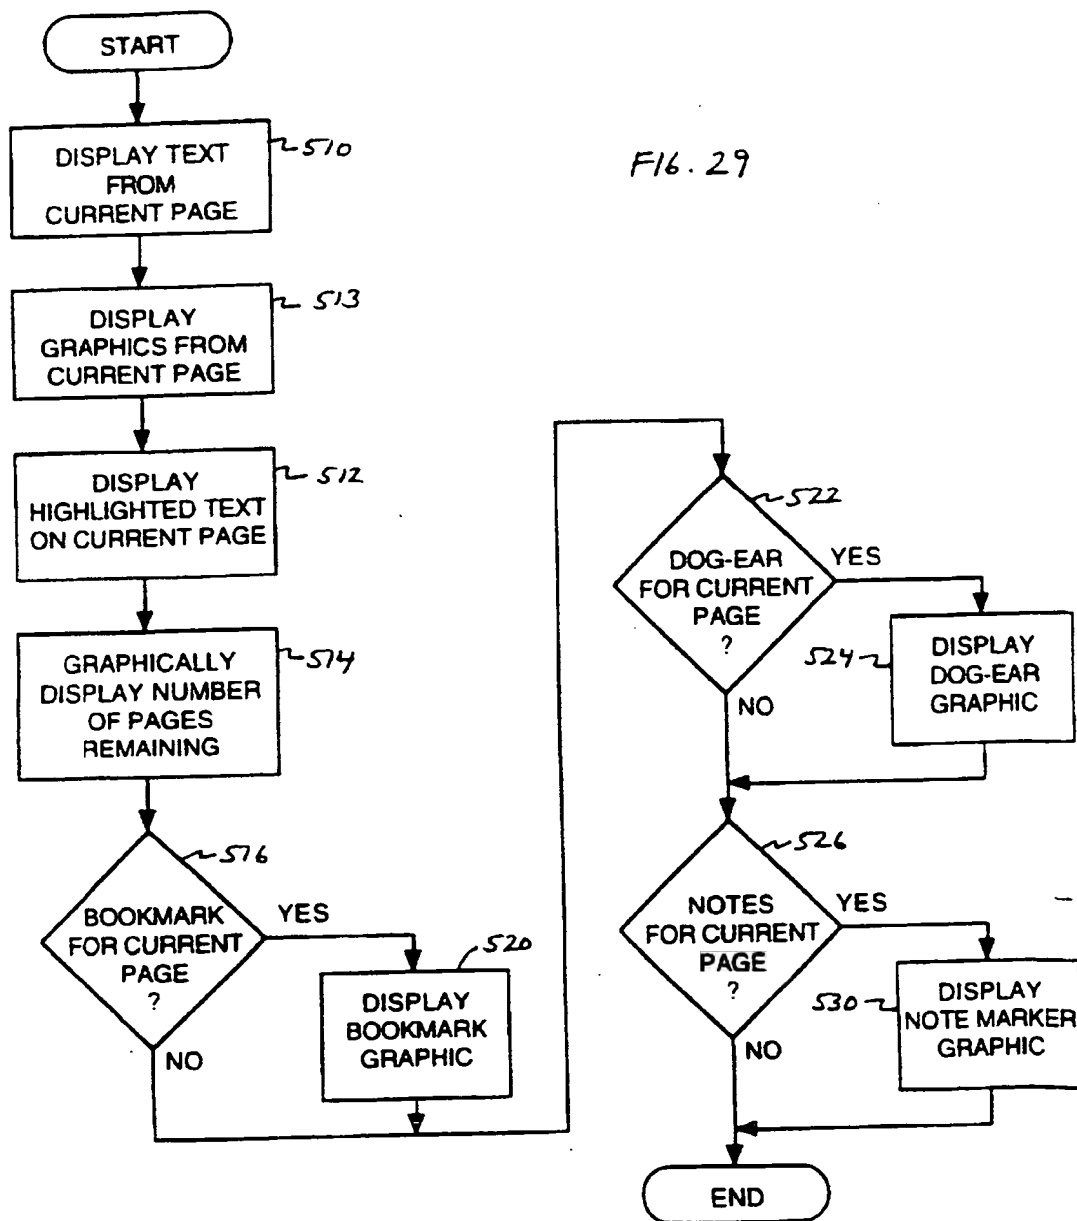 START
DISPLAY TEXT
FROM
CURRENT PAGE
510
FIG. 29
DISPLAY
GRAPHICS FROM
CURRENT PAGE
513
DISPLAY
HIGHLIGHTED TEXT
ON CURRENT PAGE
512
GRAPHICALLY
DISPLAY NUMBER
OF PAGES
REMAINING
514
BOOKMARK
FOR CURRENT
PAGE
?
516
YES
NO
DISPLAY
BOOKMARK
GRAPHIC
520
DOG-EAR
FOR CURRENT
PAGE
?
522
YES
NO
DISPLAY
DOG-EAR
GRAPHIC
524
NOTES
FOR CURRENT
PAGE
?
526
YES
NO
DISPLAY
NOTE MARKER
GRAPHIC
530
END